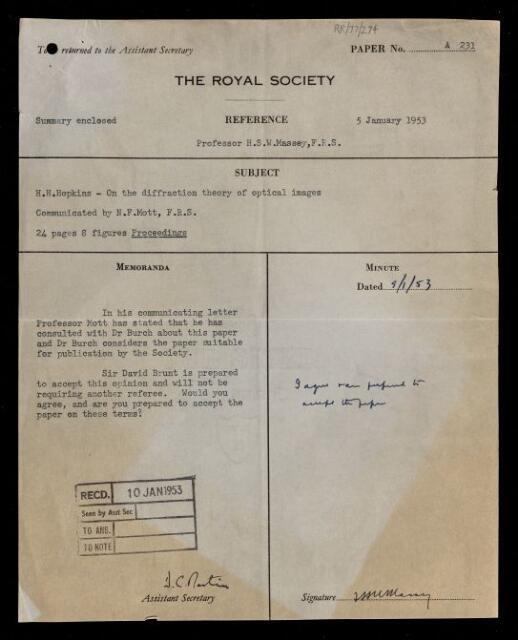 RR/77/294
To be returned to the Assistant Secretary
PAPER No. A 231
THE ROYAL SOCIETY
Summary enclosed
REFERENCE
5 January 1953
Professor H.S.W.Massey,F.R.S.
SUBJECT
H.H.Hopkins - On the diffraction theory of optical images
Communicated by N.F.Mott, F.R.S.
24 pages 8 figures Proceedings
MEMORANDA
In his communicating letter
Professor Mott has stated that he has
consulted with Dr Burch about this paper
and Dr Burch considers the paper suitable
for publication by the Society.
Sir David Brunt is prepared
to accept this opinion and will not be
requiring another referee. Would you
agree, and are you prepared to accept the
paper on these terms?
RECD. 10 JAN 1953
Seen by Asst Sec
TO ANS.
TO NOTE
D.C. Martin
Assistant Secretary
MINUTE
Dated 8/1/53
I agree prepared to
accept the paper
Signature HSWMassey